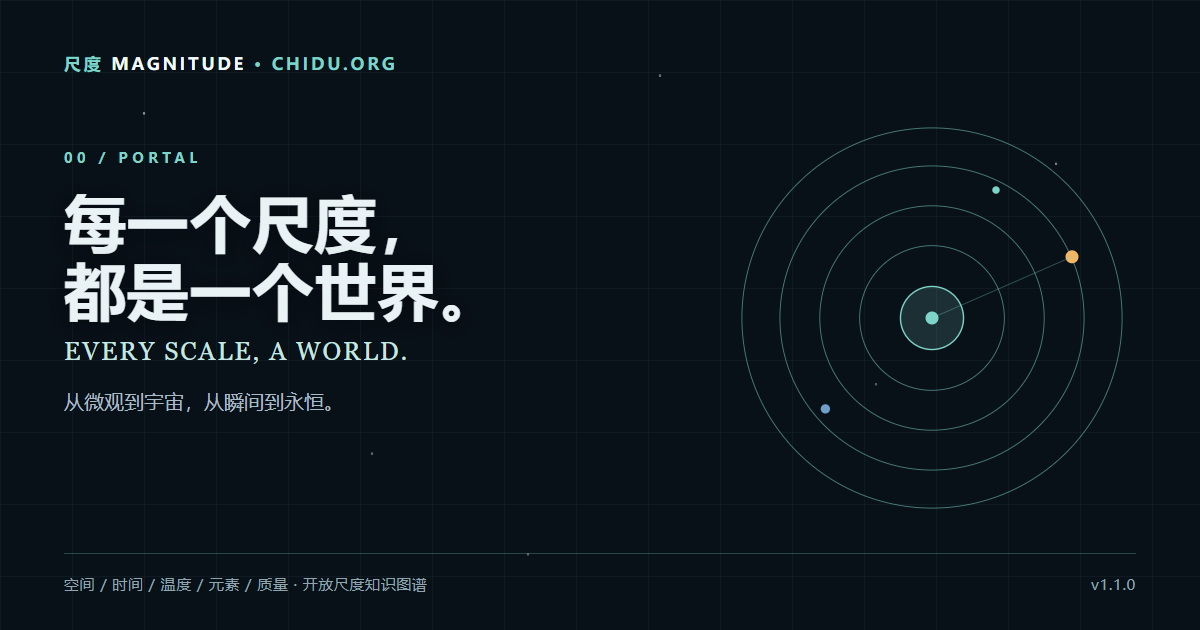 尺度 MAGNITUDE • CHIDU.ORG
00 / PORTAL
每一个尺度，
都是一个世界。
EVERY SCALE, A WORLD.
从微观到宇宙，从瞬间到永恒。
空间 / 时间 / 温度 / 元素 / 质量 · 开放尺度知识图谱
v1.1.0